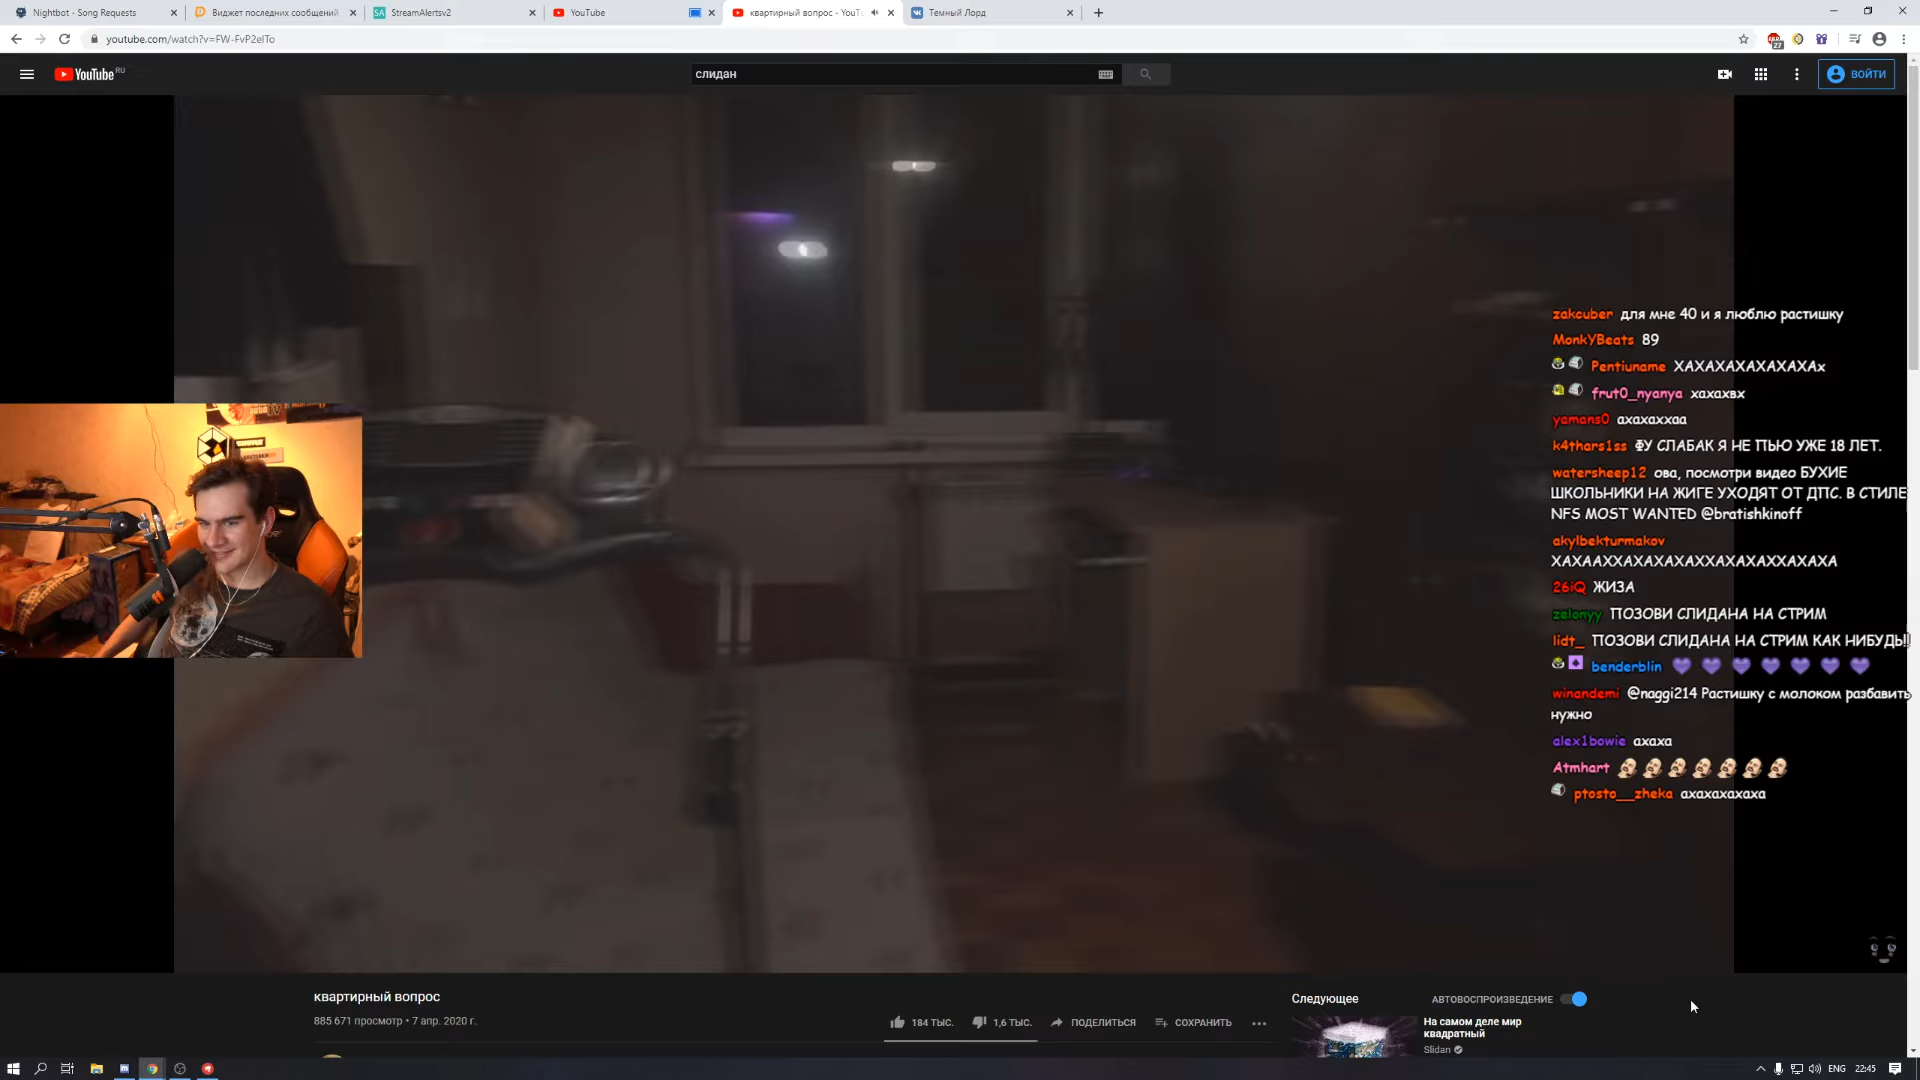 Nightbot - Song Requests
Виджет последних сообщений
StreamAlertsv2
YouTube
квартирный вопрос - YouT
Темный Лорд
youtube.com/watch?v=FW-FvP2eITo
27
YouTube RU
слидан
ВОЙТИ
zakcuber для мне 40 и я люблю растишку
MonkYBeats 89
Pentiuname ХАХАХАХАХАХАХАх
frut0_nyanya хахахвх
yamans0 ахахаххаа
k4thars1ss ФУ СЛАБАК Я НЕ ПЬЮ УЖЕ 18 ЛЕТ.
watersheep12 ова, посмотри видео БУХИЕ
ШКОЛЬНИКИ НА ЖИГЕ УХОДЯТ ОТ ДПС. В СТИЛЕ
NFS MOST WANTED @bratishkinoff
akylbekturmakov
ХАХААХХАХАХАХАХХАХАХАХХАХАХА
26iQ ЖИЗА
zelonyy ПОЗОВИ СЛИДАНА НА СТРИМ
lidt_ ПОЗОВИ СЛИДАНА НА СТРИМ КАК НИБУДЬ!!
benderblin
winandemi @naggi214 Растишку с молоком разбавить
нужно
alex1bowie ахаха
Atmhart
ptosto__zheka ахахахахаха
квартирный вопрос
885 671 просмотр • 7 апр. 2020 г.
184 ТЫС.
1,6 ТЫС.
ПОДЕЛИТЬСЯ
СОХРАНИТЬ
Следующее
АВТОВОСПРОИЗВЕДЕНИЕ
На самом деле мир
квадратный
Slidan
ENG
22:45